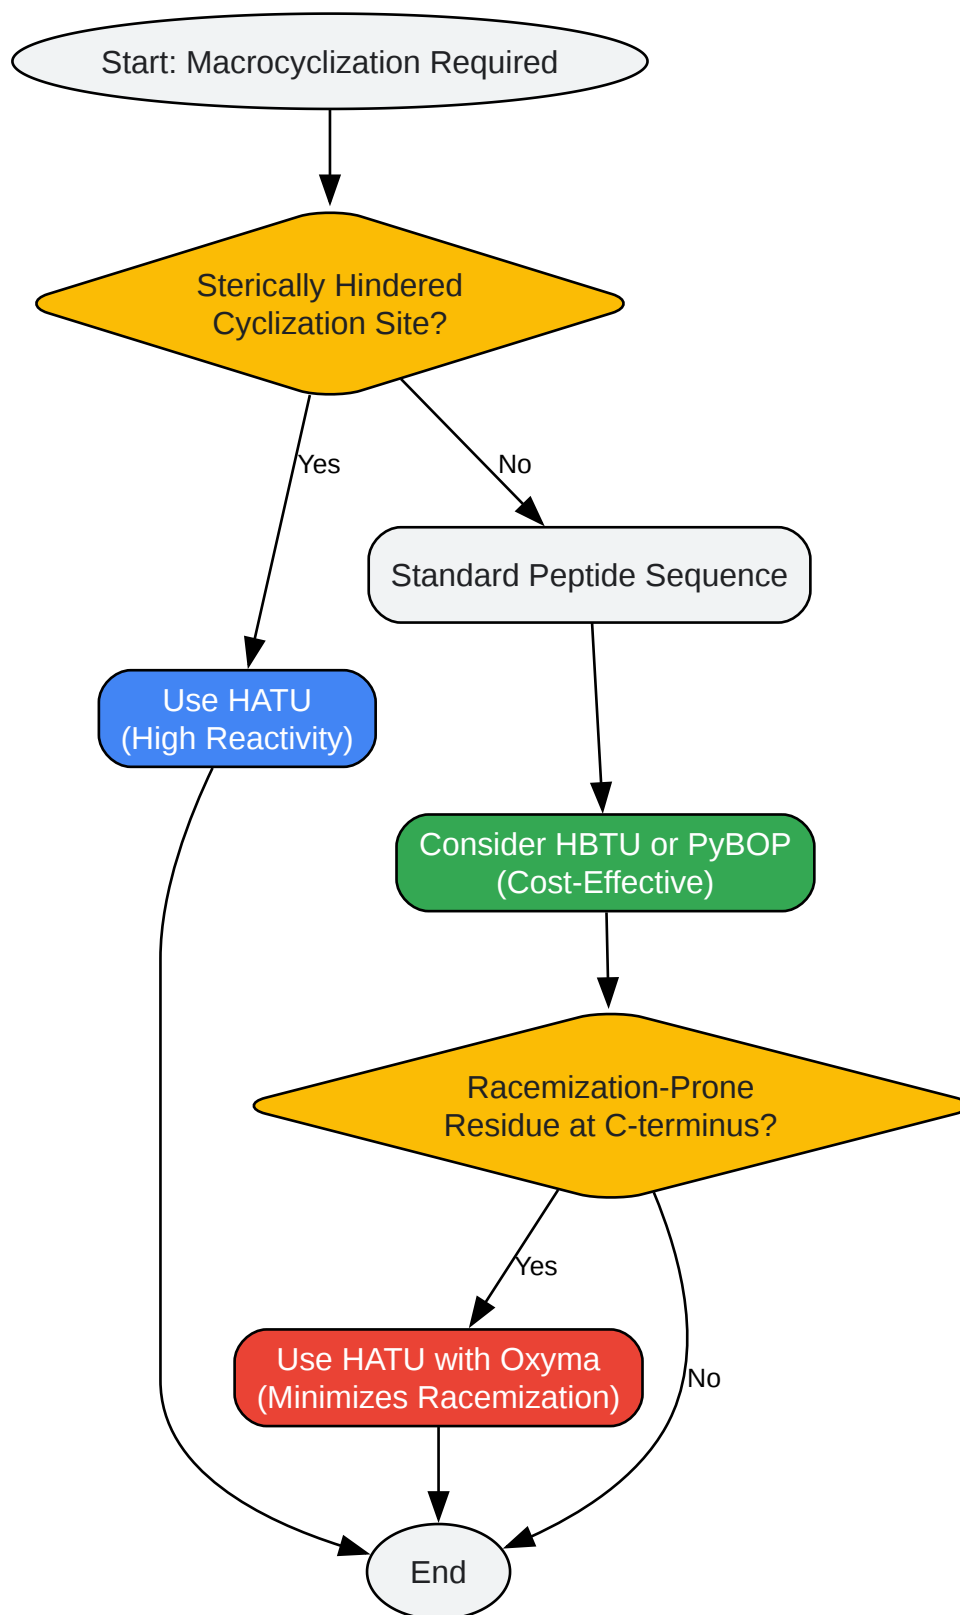 Start: Macrocyclization Required
Sterically Hindered
Cyclization Site?
Yes
No
Standard Peptide Sequence
Use HATU
(High Reactivity)
Consider HBTU or PyBOP
(Cost-Effective)
Racemization-Prone
Residue at C-terminus?
Yes
Use HATU with Oxyma
(Minimizes Racemization)
No
End